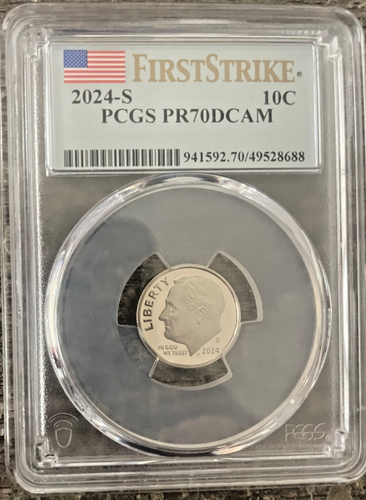 FIRSTSTRIKE®
2024-S 10C
PCGS PR70DCAM
941592.70/49528688
LIBERTY
IN GOD
WE TRUST
S
2024
PCGS